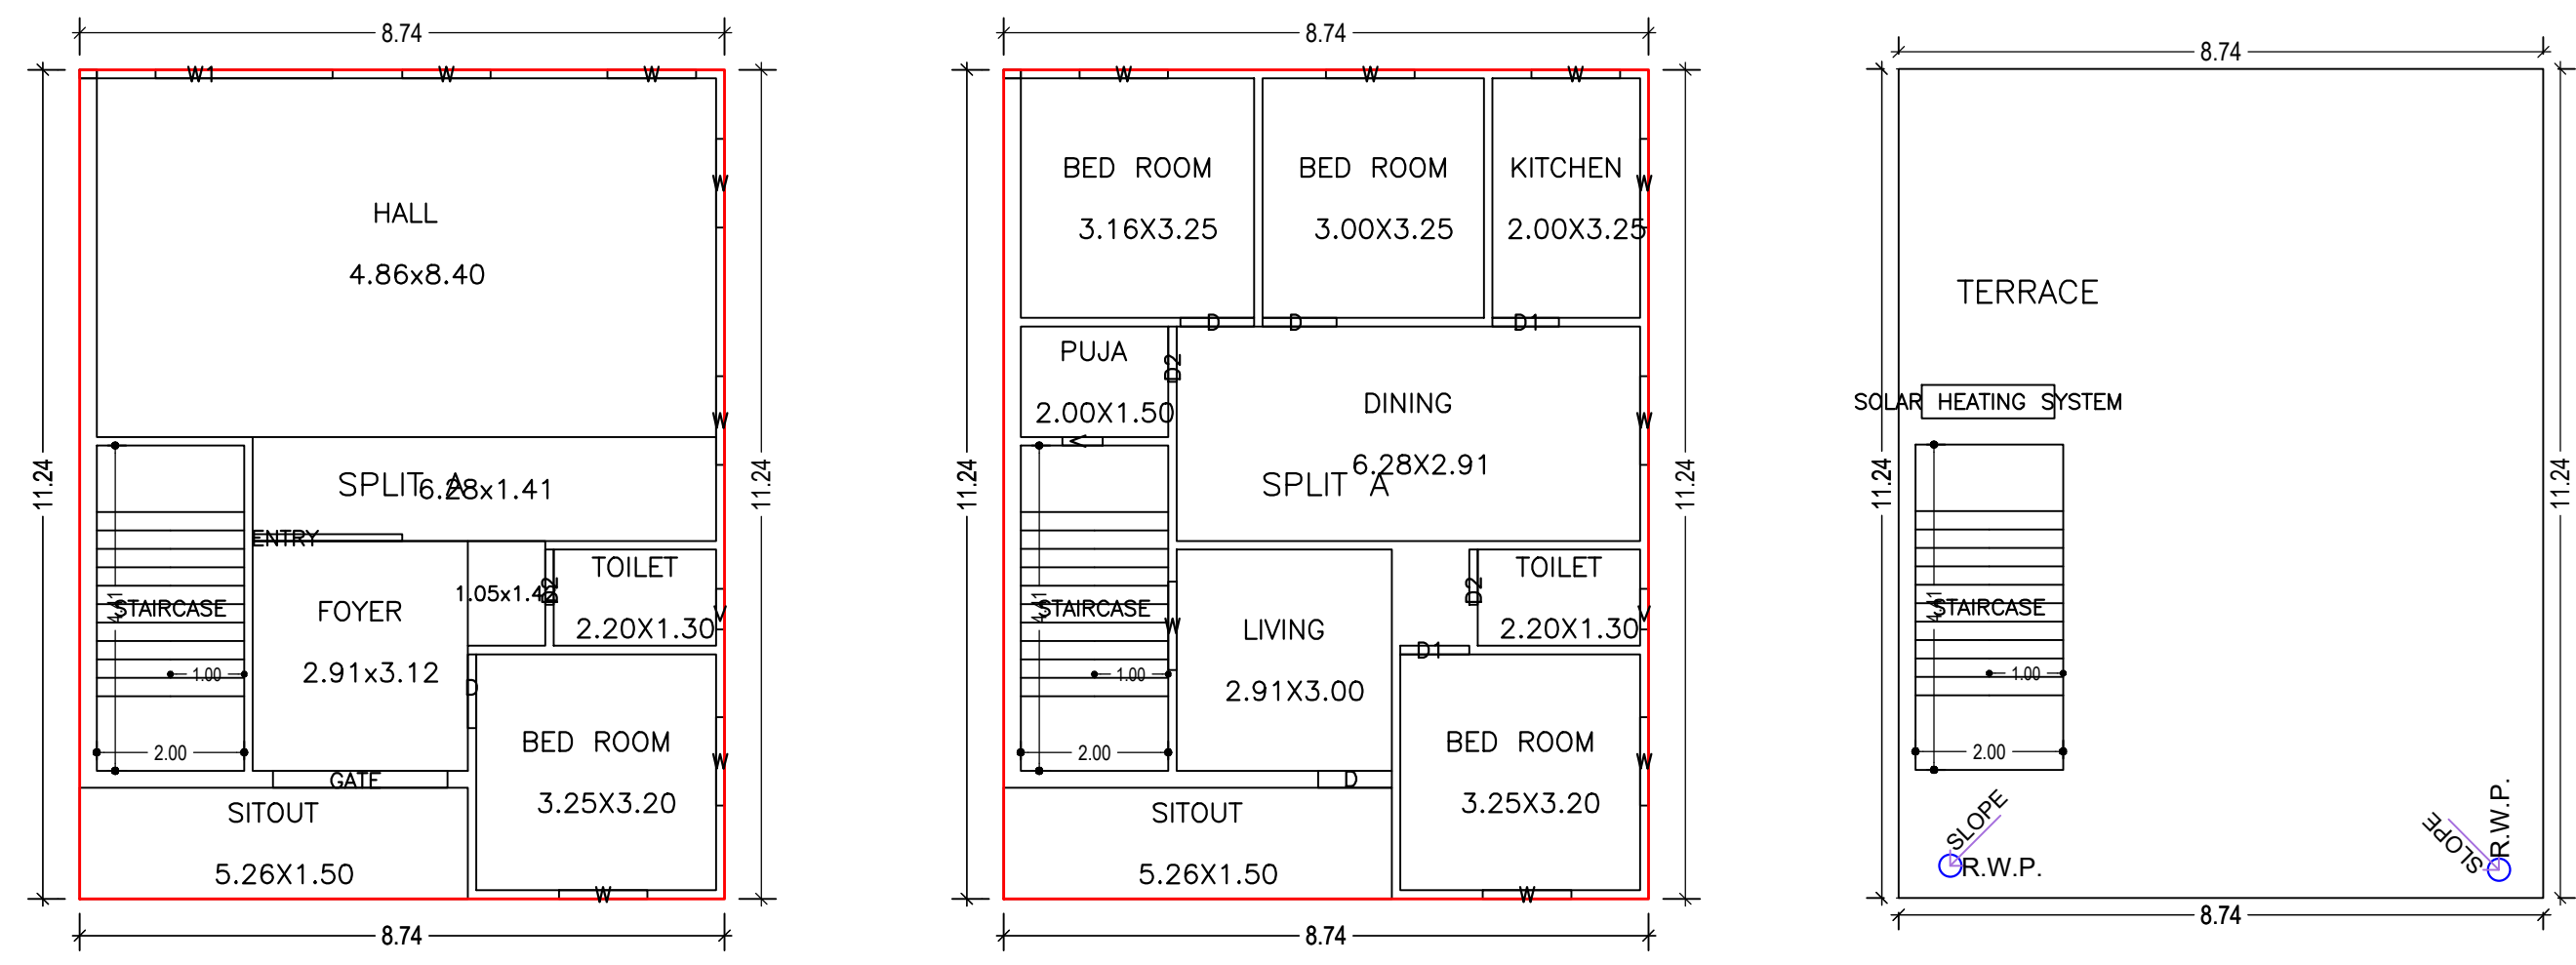 8.74
W1
W
W
W
HALL
4.86x8.40
11.24
11.24
W
SPLIT A
6.28x1.41
ENTRY
TOILET
2.20X1.30
D2
V
STAIRCASE
4.41
FOYER
2.91x3.12
1.00
D
2.00
BED ROOM
3.25X3.20
W
GATE
SITOUT
5.26X1.50
W
8.74
8.74
W
W
W
W
BED ROOM
3.16X3.25
BED ROOM
3.00X3.25
KITCHEN
2.00X3.25
D
D
D1
PUJA
2.00X1.50
D2
V
DINING
6.28X2.91
W
11.24
11.24
SPLIT A
TOILET
2.20X1.30
D2
V
STAIRCASE
4.41
W
LIVING
2.91X3.00
D1
1.00
2.00
BED ROOM
3.25X3.20
W
D
SITOUT
5.26X1.50
W
8.74
8.74
TERRACE
SOLAR HEATING SYSTEM
11.24
11.24
STAIRCASE
4.41
1.00
2.00
SLOPE
R.W.P.
SLOPE
R.W.P.
8.74